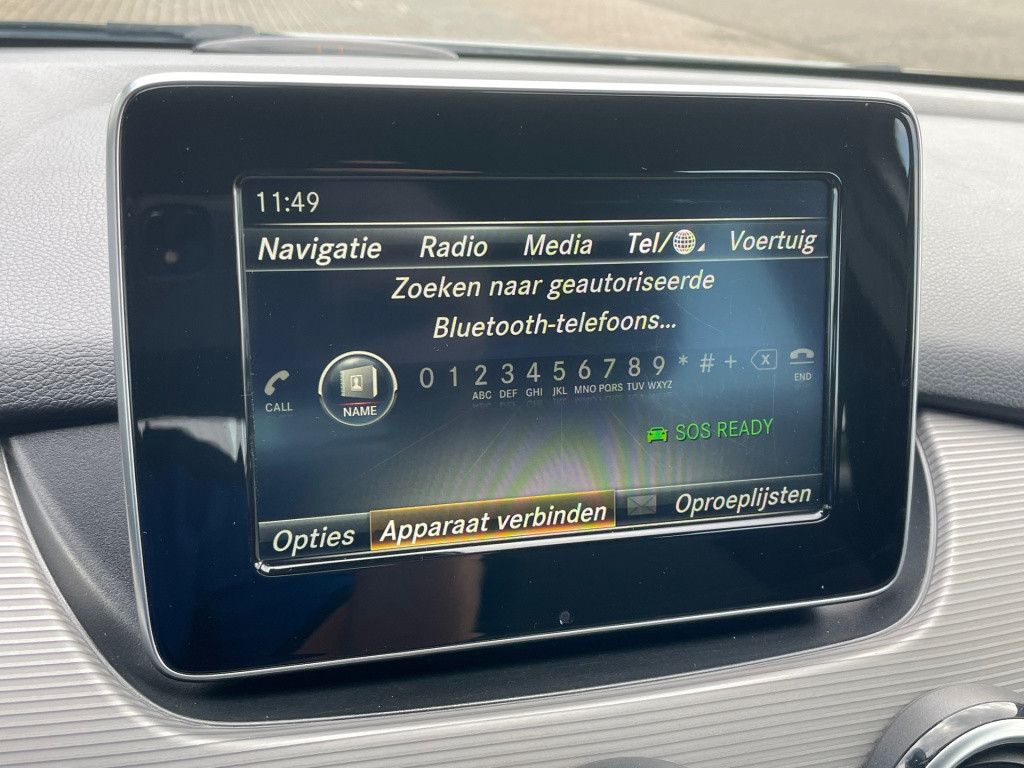 11:49
Navigatie Radio Media Tel/ Voertuig
Zoeken naar geautoriseerde
Bluetooth-telefoons...
0 1 2 3 4 5 6 7 8 9 * # +
ABC DEF GHI JKL MNO PQRS TUV WXYZ
CALL NAME END
SOS READY
Opties Apparaat verbinden Oproeplijsten